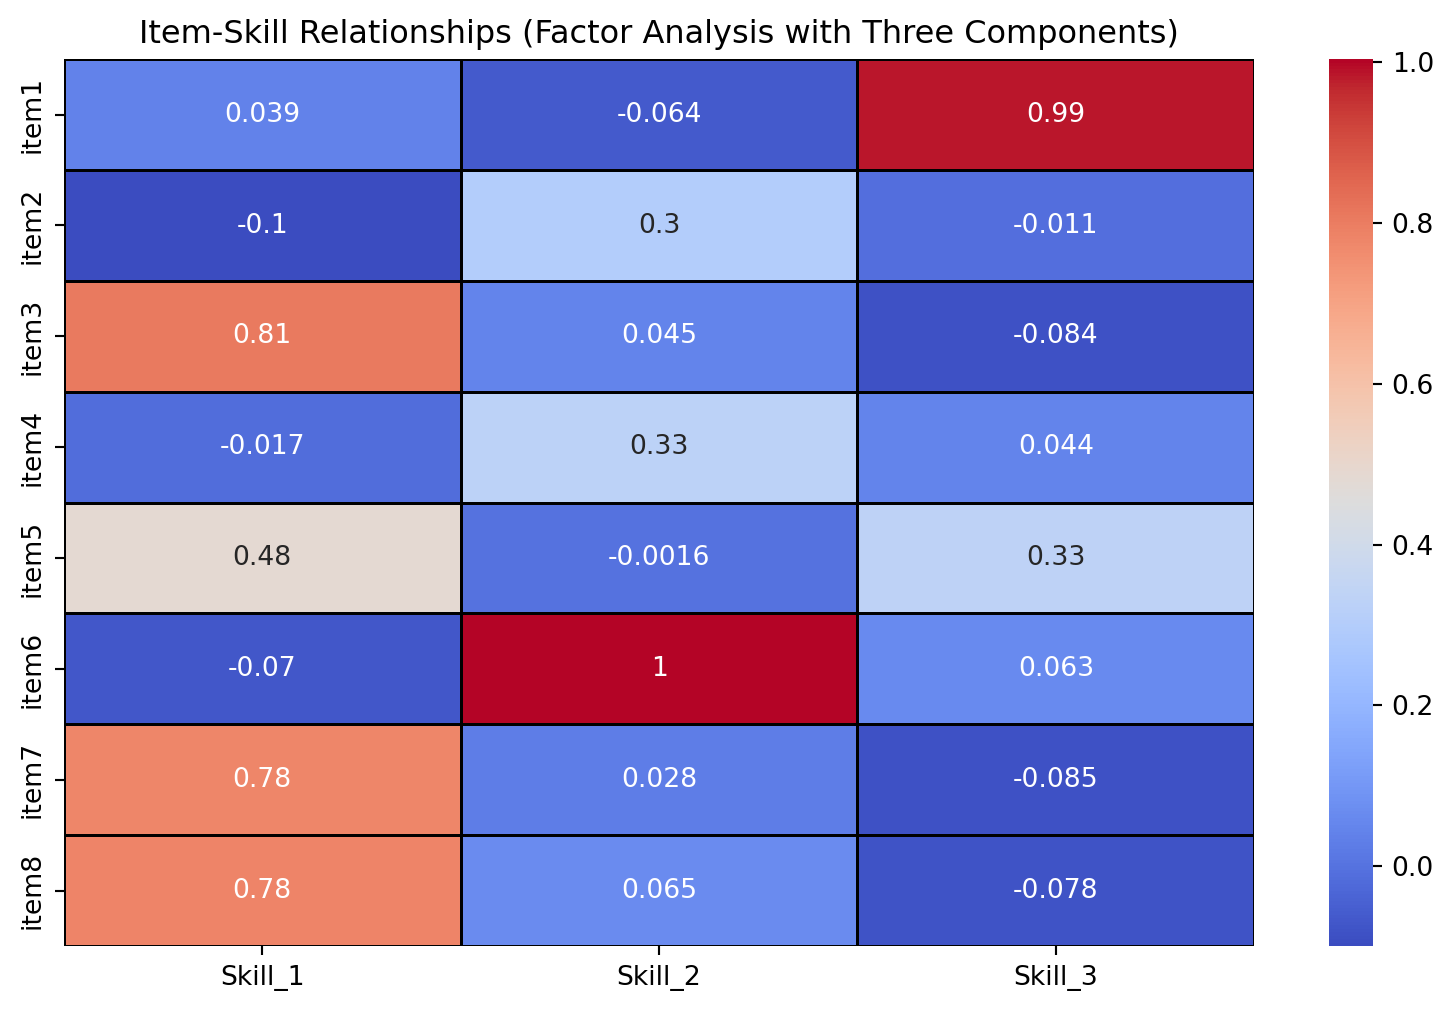 Item-Skill Relationships (Factor Analysis with Three Components)
item1 0.039 -0.064 0.99
item2 -0.1 0.3 -0.011
item3 0.81 0.045 -0.084
item4 -0.017 0.33 0.044
item5 0.48 -0.0016 0.33
item6 -0.07 1 0.063
item7 0.78 0.028 -0.085
item8 0.78 0.065 -0.078
Skill_1 Skill_2 Skill_3
1.0
0.8
0.6
0.4
0.2
0.0